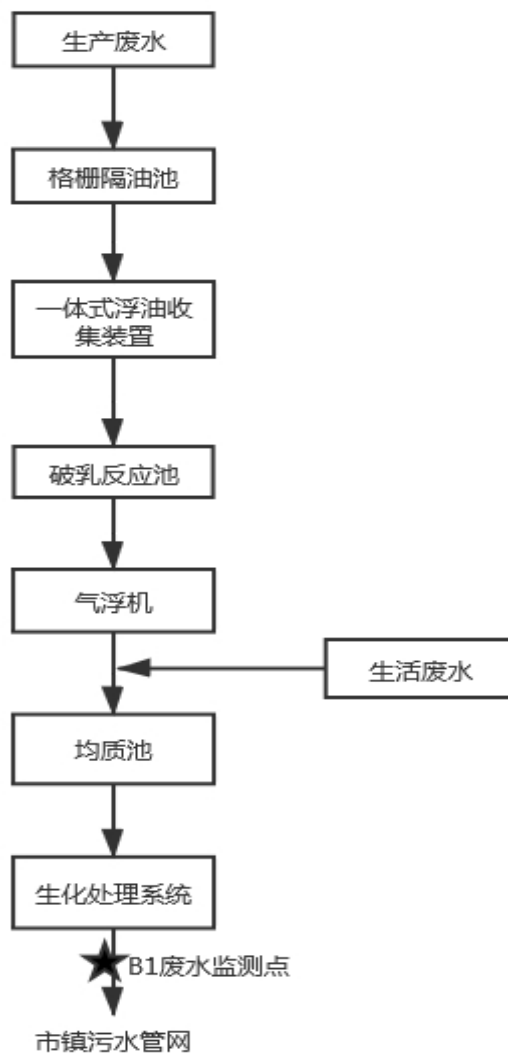 生产废水
格栅隔油池
一体式浮油收
集装置
破乳反应池
气浮机
生活废水
均质池
生化处理系统
B1废水监测点
市镇污水管网